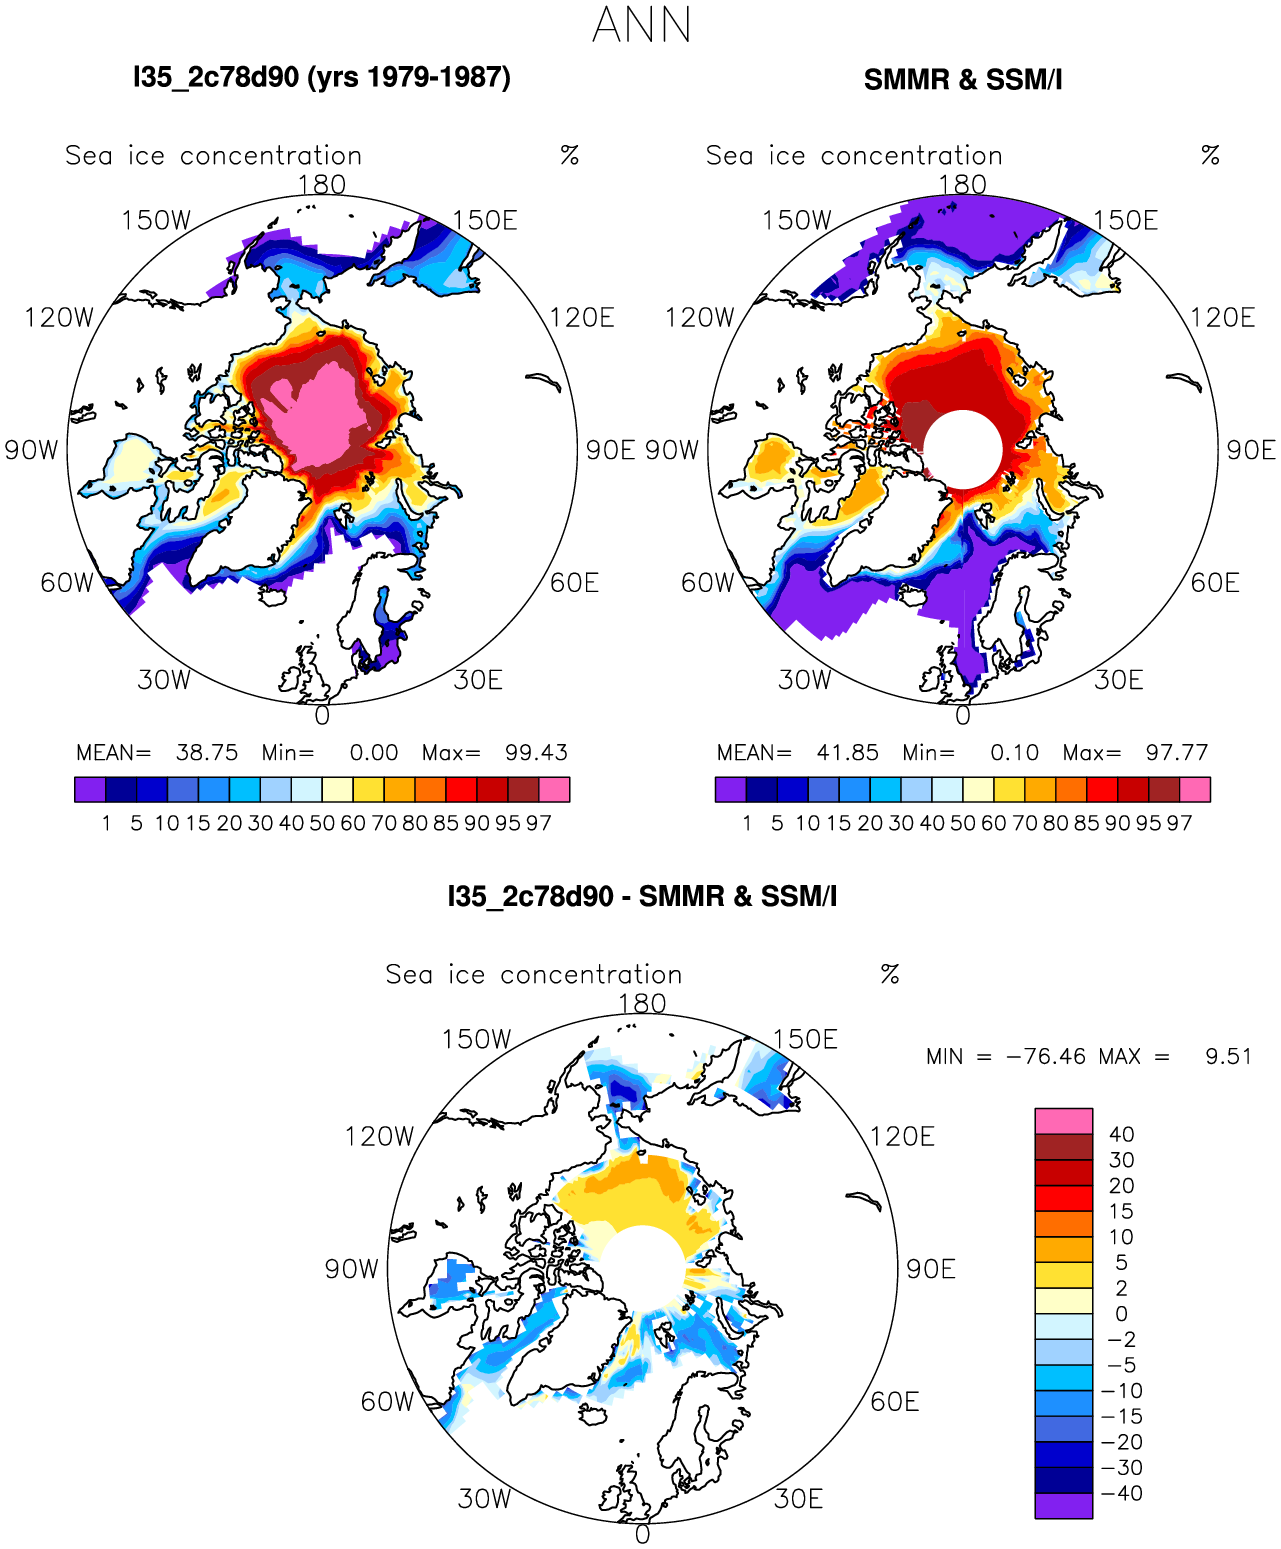 ANN
I35_2c78d90 (yrs 1979-1987)
SMMR & SSM/I
Sea ice concentration %
Sea ice concentration %
180
150W 150E
120W 120E
90W 90E
60W 60E
30W 30E
0
180
150W 150E
120W 120E
90W 90E
60W 60E
30W 30E
0
MEAN= 38.75 Min= 0.00 Max= 99.43
MEAN= 41.85 Min= 0.10 Max= 97.77
1 5 10 15 20 30 40 50 60 70 80 85 90 95 97
1 5 10 15 20 30 40 50 60 70 80 85 90 95 97
I35_2c78d90 - SMMR & SSM/I
Sea ice concentration %
180
150W 150E
120W 120E
90W 90E
60W 60E
30W 30E
0
MIN = -76.46 MAX = 9.51
40
30
20
15
10
5
2
0
-2
-5
-10
-15
-20
-30
-40